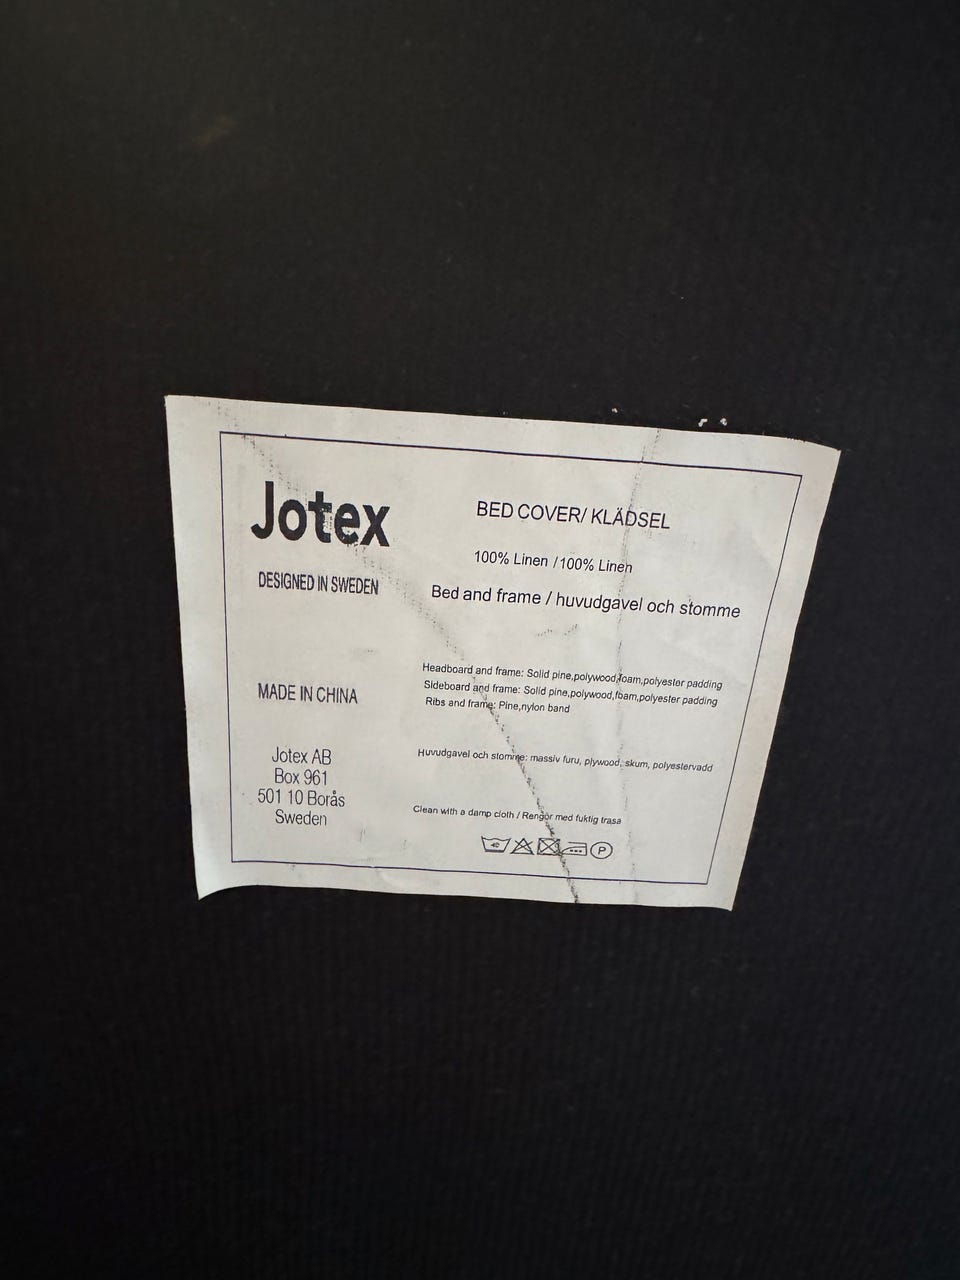 Jotex
DESIGNED IN SWEDEN
MADE IN CHINA
Jotex AB
Box 961
501 10 Borås
Sweden
BED COVER/ KLÄDSEL
100% Linen /100% Linen
Bed and frame / huvudgavel och stomme
Headboard and frame: Solid pine,polywood,foam,polyester padding
Sideboard and frame: Solid pine,polywood,foam,polyester padding
Ribs and frame: Pine,nylon band
Huvudgavel och stomme: massiv furu, plywood, skum, polyestervadd
Clean with a damp cloth / Rengör med fuktig trasa
40
P